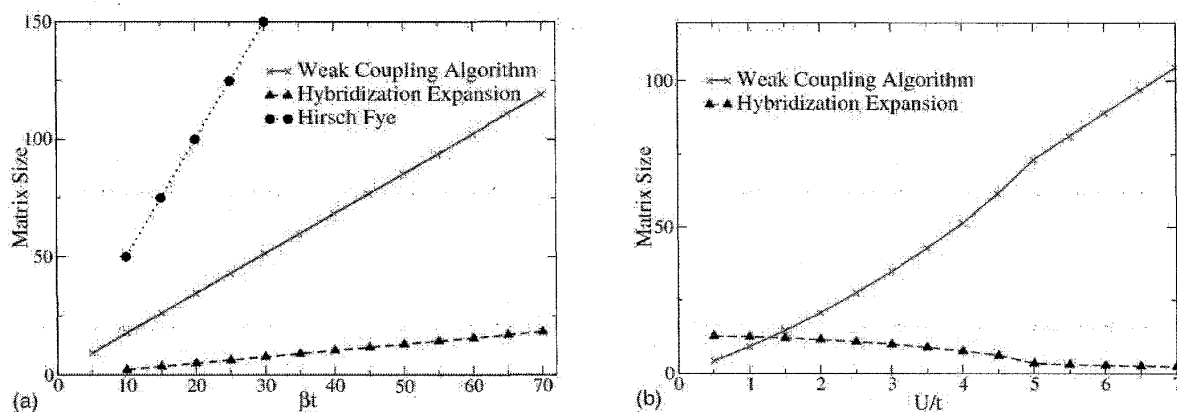 150
100
50
0
Matrix Size
Weak Coupling Algorithm
Hybridization Expansion
Hirsch Fye
0 10 20 30 40 50 60 70
βt
(a)
100
50
0
Matrix Size
Weak Coupling Algorithm
Hybridization Expansion
0 1 2 3 4 5 6 7
U/t
(b)